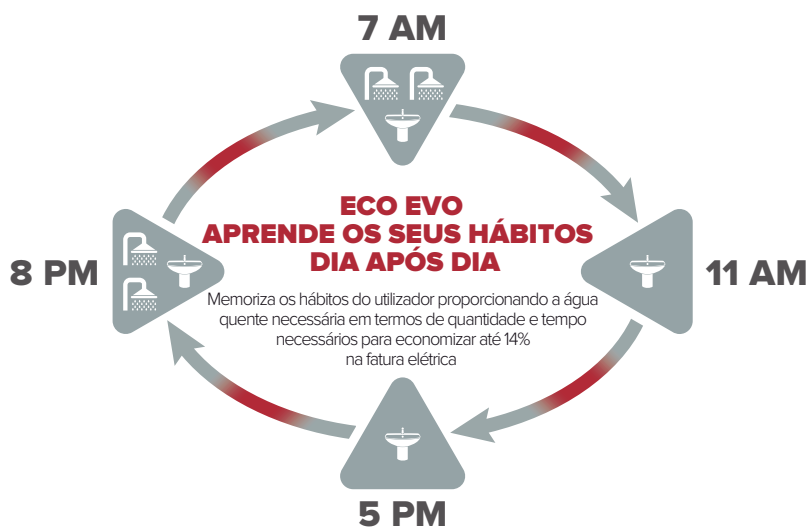 7 AM
ECO EVO
APRENDE OS SEUS HÁBITOS
DIA APÓS DIA
8 PM
11 AM
Memoriza os hábitos do utilizador proporcionando a água
quente necessária em termos de quantidade e tempo
necessários para economizar até 14%
na fatura elétrica
5 PM